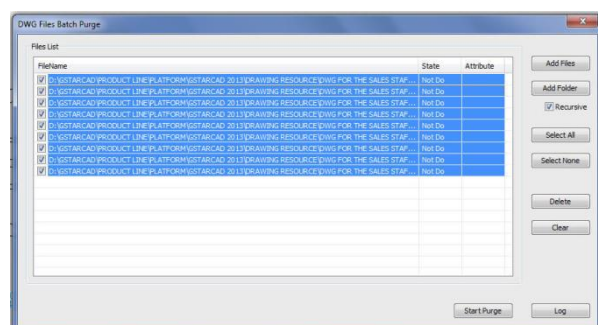 DWG Files Batch Purge
Files List
FileName State Attribute
D:\GSTARCAD\PRODUCT LINE\PLATFORM\GSTARCAD 2013\DRAWING RESOURCE\DWG FOR THE SALES STAF... Not Do
D:\GSTARCAD\PRODUCT LINE\PLATFORM\GSTARCAD 2013\DRAWING RESOURCE\DWG FOR THE SALES STAF... Not Do
D:\GSTARCAD\PRODUCT LINE\PLATFORM\GSTARCAD 2013\DRAWING RESOURCE\DWG FOR THE SALES STAF... Not Do
D:\GSTARCAD\PRODUCT LINE\PLATFORM\GSTARCAD 2013\DRAWING RESOURCE\DWG FOR THE SALES STAF... Not Do
D:\GSTARCAD\PRODUCT LINE\PLATFORM\GSTARCAD 2013\DRAWING RESOURCE\DWG FOR THE SALES STAF... Not Do
D:\GSTARCAD\PRODUCT LINE\PLATFORM\GSTARCAD 2013\DRAWING RESOURCE\DWG FOR THE SALES STAF... Not Do
D:\GSTARCAD\PRODUCT LINE\PLATFORM\GSTARCAD 2013\DRAWING RESOURCE\DWG FOR THE SALES STAF... Not Do
D:\GSTARCAD\PRODUCT LINE\PLATFORM\GSTARCAD 2013\DRAWING RESOURCE\DWG FOR THE SALES STAF... Not Do
D:\GSTARCAD\PRODUCT LINE\PLATFORM\GSTARCAD 2013\DRAWING RESOURCE\DWG FOR THE SALES STAF... Not Do
Add Files
Add Folder
Recursive
Select All
Select None
Delete
Clear
Start Purge
Log